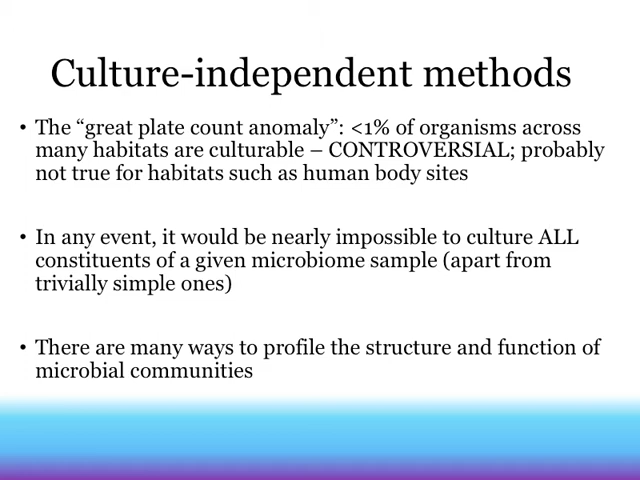 Culture-independent methods
• The “great plate count anomaly”: <1% of organisms across
many habitats are culturable – CONTROVERSIAL; probably
not true for habitats such as human body sites
• In any event, it would be nearly impossible to culture ALL
constituents of a given microbiome sample (apart from
trivially simple ones)
• There are many ways to profile the structure and function of
microbial communities